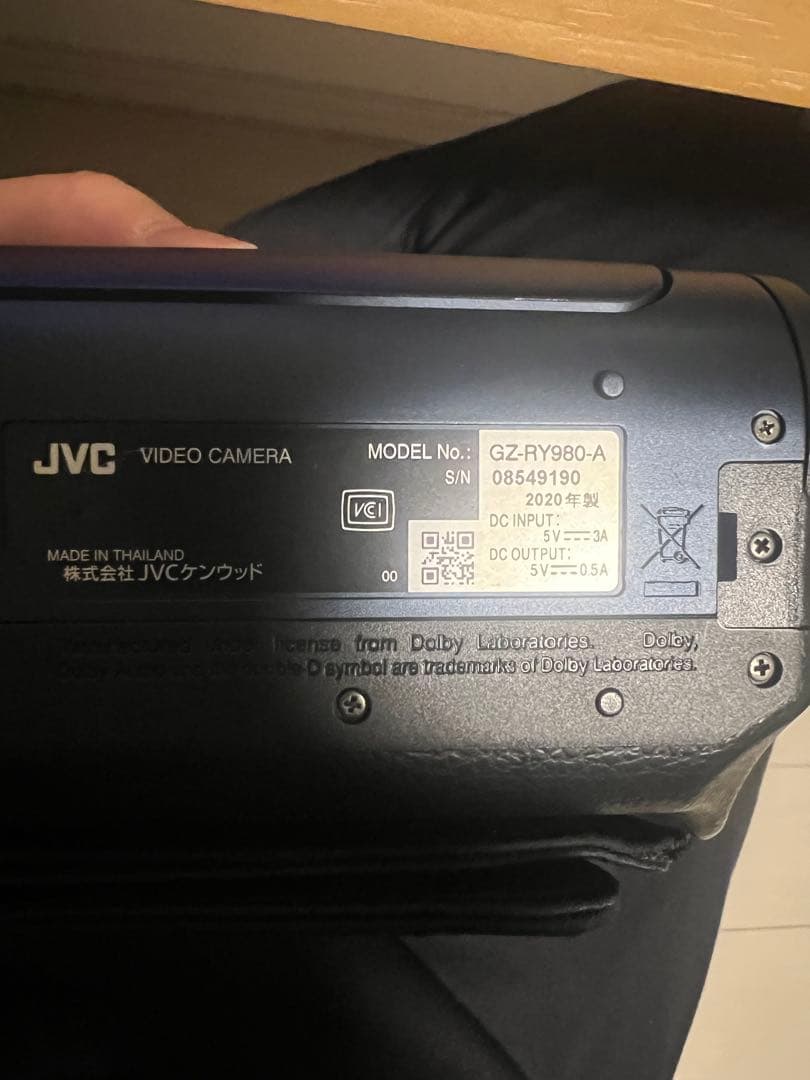 JVC VIDEO CAMERA
MODEL No.: GZ-RY980-A
S/N 08549190
2020年製
VCI
DC INPUT:
5V⎓3A
DC OUTPUT:
5V⎓0.5A
MADE IN THAILAND
株式会社JVCケンウッド
00
license from Dolby Laboratories. Dolby,
D symbol are trademarks of Dolby Laboratories.